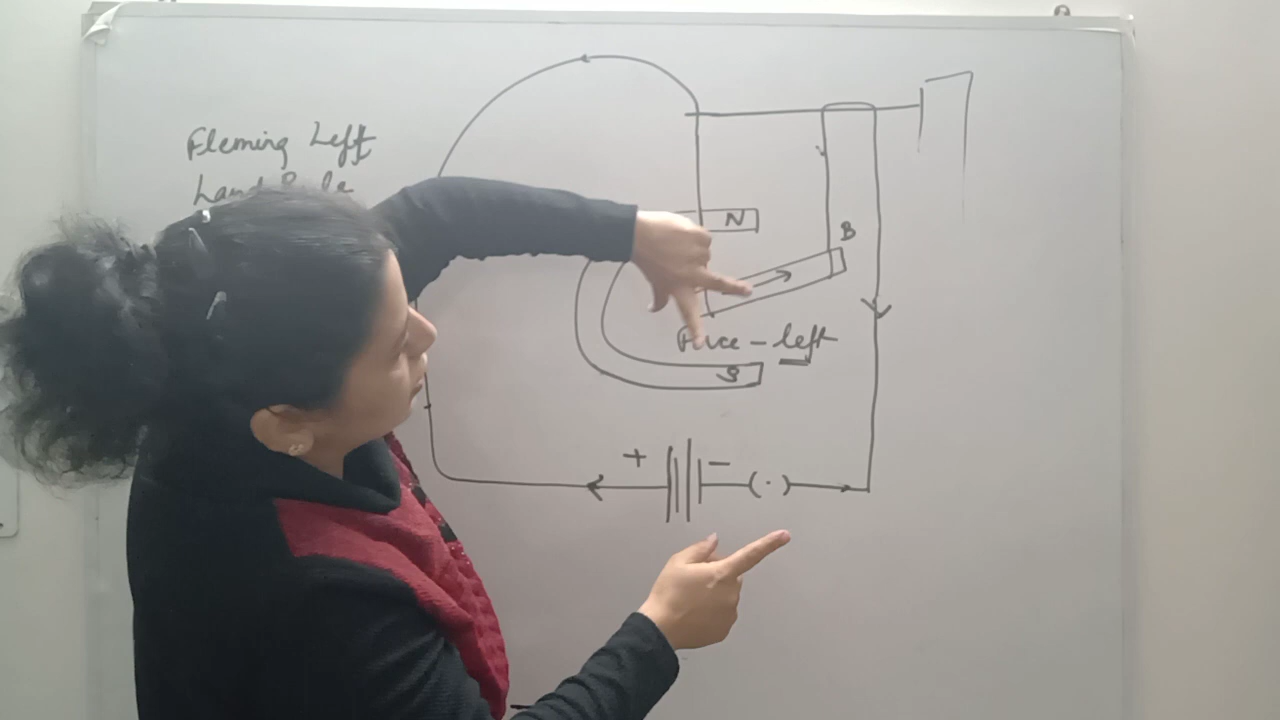 Fleming Left
N
B
Force - left
S
+ -